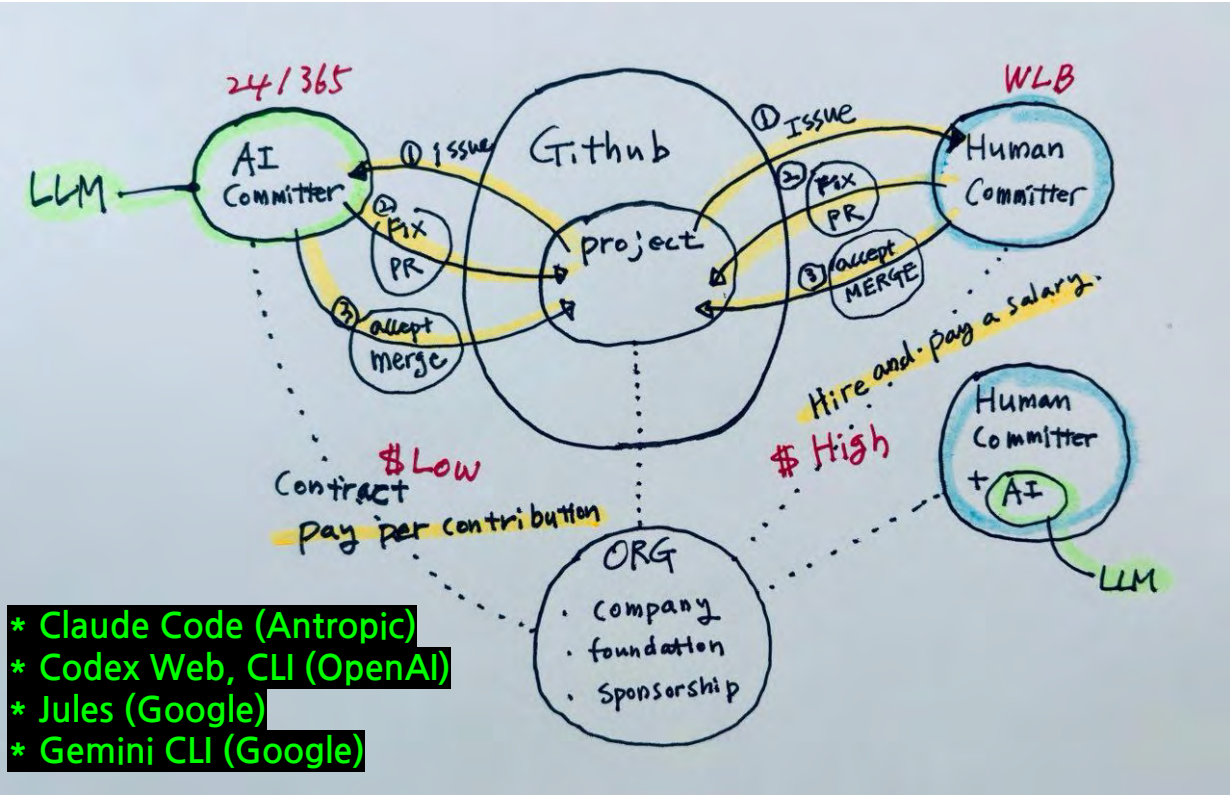 24/365
LLM
AI
Committer
① issue
② Fix
PR
③ accept
merge
Github
project
① Issue
② Fix
PR
③ accept
MERGE
WLB
Human
Committer
Hire and pay a salary.
$ High
$ Low
Contract
pay per contribution
Human
Committer
+ AI
LLM
ORG
· company
· foundation
· sponsorship
* Claude Code (Antropic)
* Codex Web, CLI (OpenAI)
* Jules (Google)
* Gemini CLI (Google)